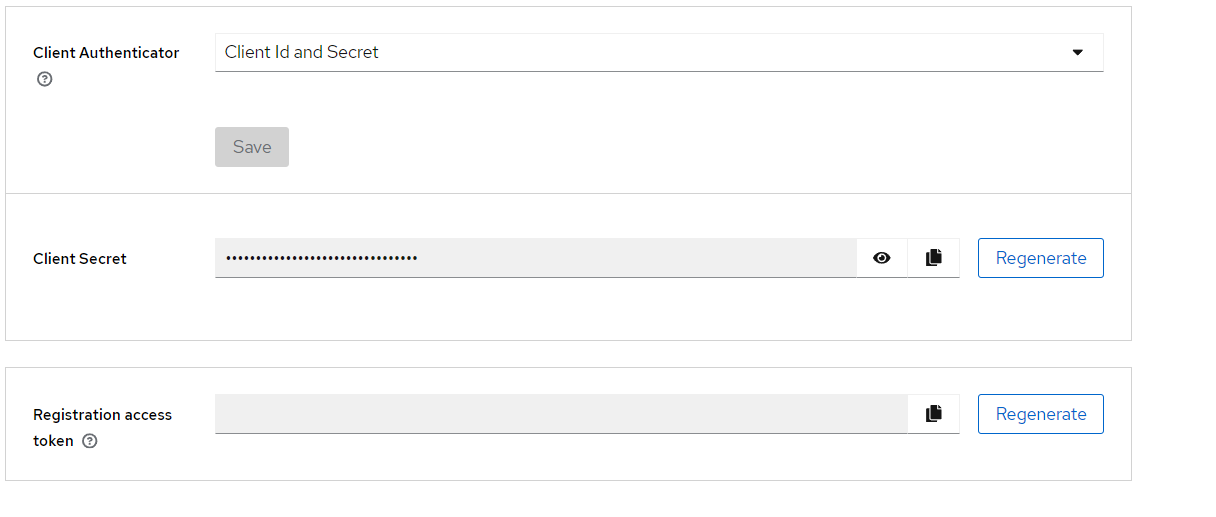 Client Authenticator
Client Id and Secret
Save
Client Secret
••••••••••••••••••••••••••••••••
Regenerate
Registration access
token
Regenerate